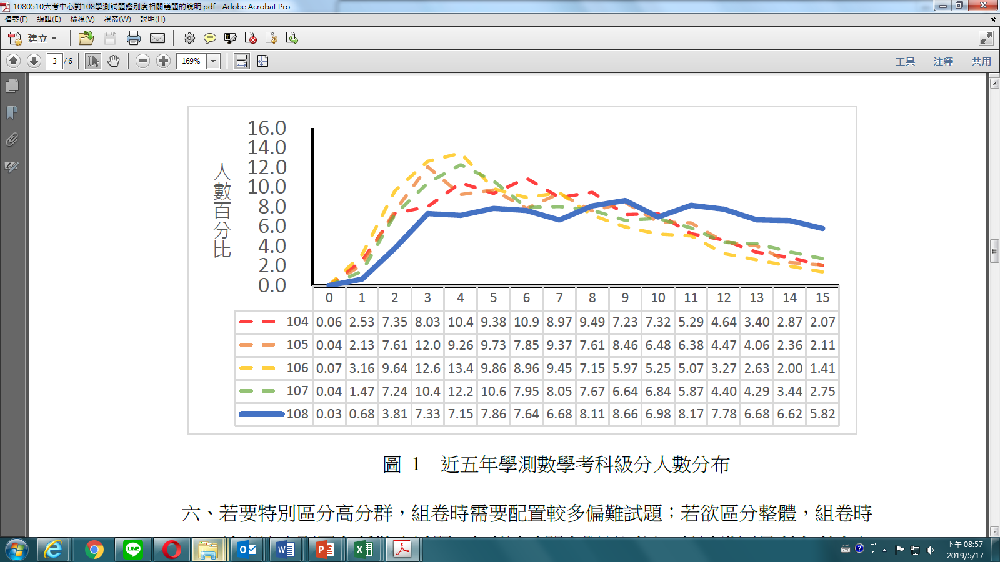 1080510大考中心對108學測試題鑑別度相關議題的說明.pdf - Adobe Acrobat Pro
檔案(F) 編輯(E) 檢視(V) 視窗(W) 說明(H)
建立
3 / 6 169% 工具 注釋 共用
人數百分比
16.0
14.0
12.0
10.0
8.0
6.0
4.0
2.0
0.0
0 1 2 3 4 5 6 7 8 9 10 11 12 13 14 15
104 0.06 2.53 7.35 8.03 10.4 9.38 10.9 8.97 9.49 7.23 7.32 5.29 4.64 3.40 2.87 2.07
105 0.04 2.13 7.61 12.0 9.26 9.73 7.85 9.37 7.61 8.46 6.48 6.38 4.47 4.06 2.36 2.11
106 0.07 3.16 9.64 12.6 13.4 9.86 8.96 9.45 7.15 5.97 5.25 5.07 3.27 2.63 2.00 1.41
107 0.04 1.47 7.24 10.4 12.2 10.6 7.95 8.05 7.67 6.64 6.84 5.87 4.40 4.29 3.44 2.75
108 0.03 0.68 3.81 7.33 7.15 7.86 7.64 6.68 8.11 8.66 6.98 8.17 7.78 6.68 6.62 5.82
圖 1 近五年學測數學考科級分人數分布
六、若要特別區分高分群，組卷時需要配置較多偏難試題；若欲區分整體，組卷時
LINE
下午 08:57
2019/5/17